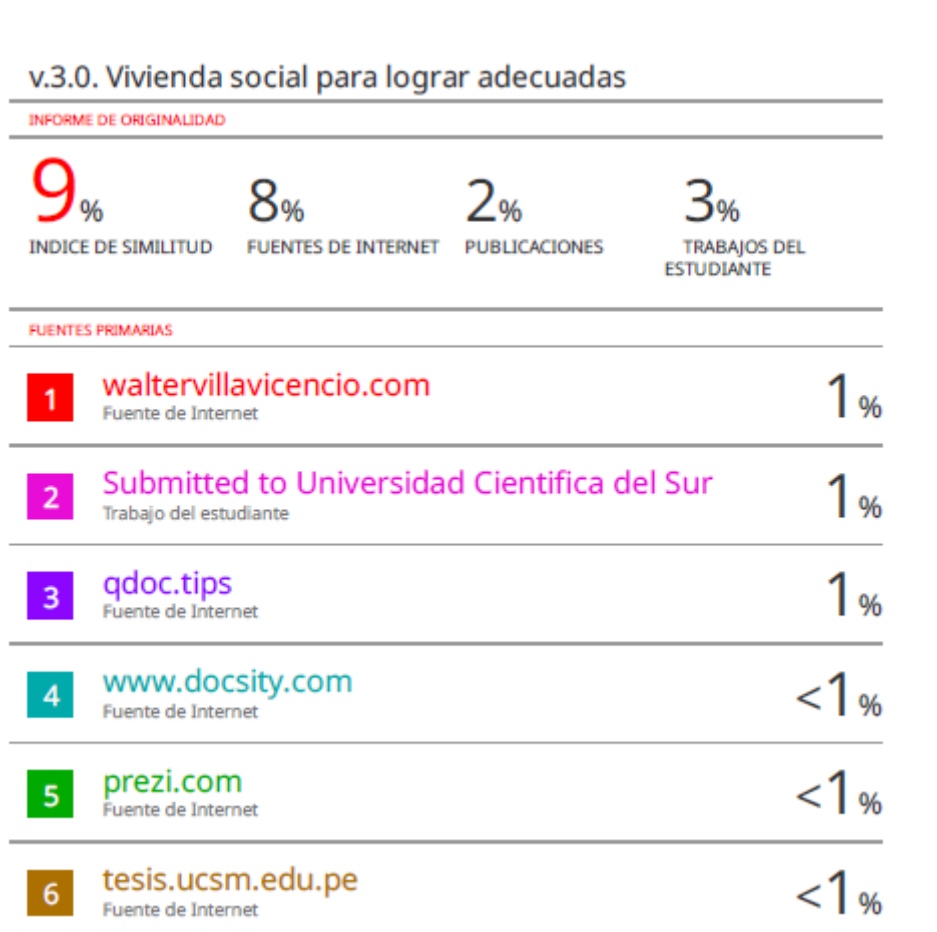 v.3.0. Vivienda social para lograr adecuadas
INFORME DE ORIGINALIDAD
9% 8% 2% 3%
INDICE DE SIMILITUD FUENTES DE INTERNET PUBLICACIONES TRABAJOS DEL
ESTUDIANTE
FUENTES PRIMARIAS
1 waltervillavicencio.com 1%
Fuente de Internet
2 Submitted to Universidad Cientifica del Sur 1%
Trabajo del estudiante
3 qdoc.tips 1%
Fuente de Internet
4 www.docsity.com <1%
Fuente de Internet
5 prezi.com <1%
Fuente de Internet
6 tesis.ucsm.edu.pe <1%
Fuente de Internet